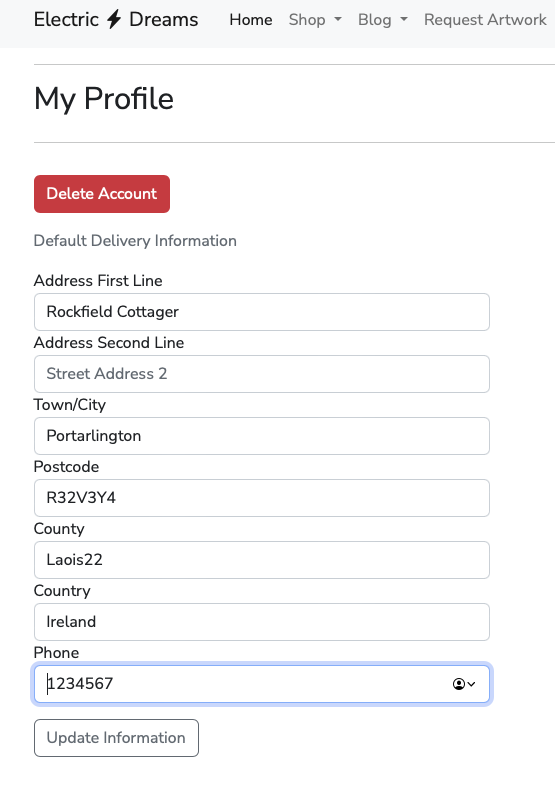 Electric Dreams Home Shop Blog Request Artwork
My Profile
Delete Account
Default Delivery Information
Address First Line
Rockfield Cottager
Address Second Line
Street Address 2
Town/City
Portarlington
Postcode
R32V3Y4
County
Laois22
Country
Ireland
Phone
1234567
Update Information